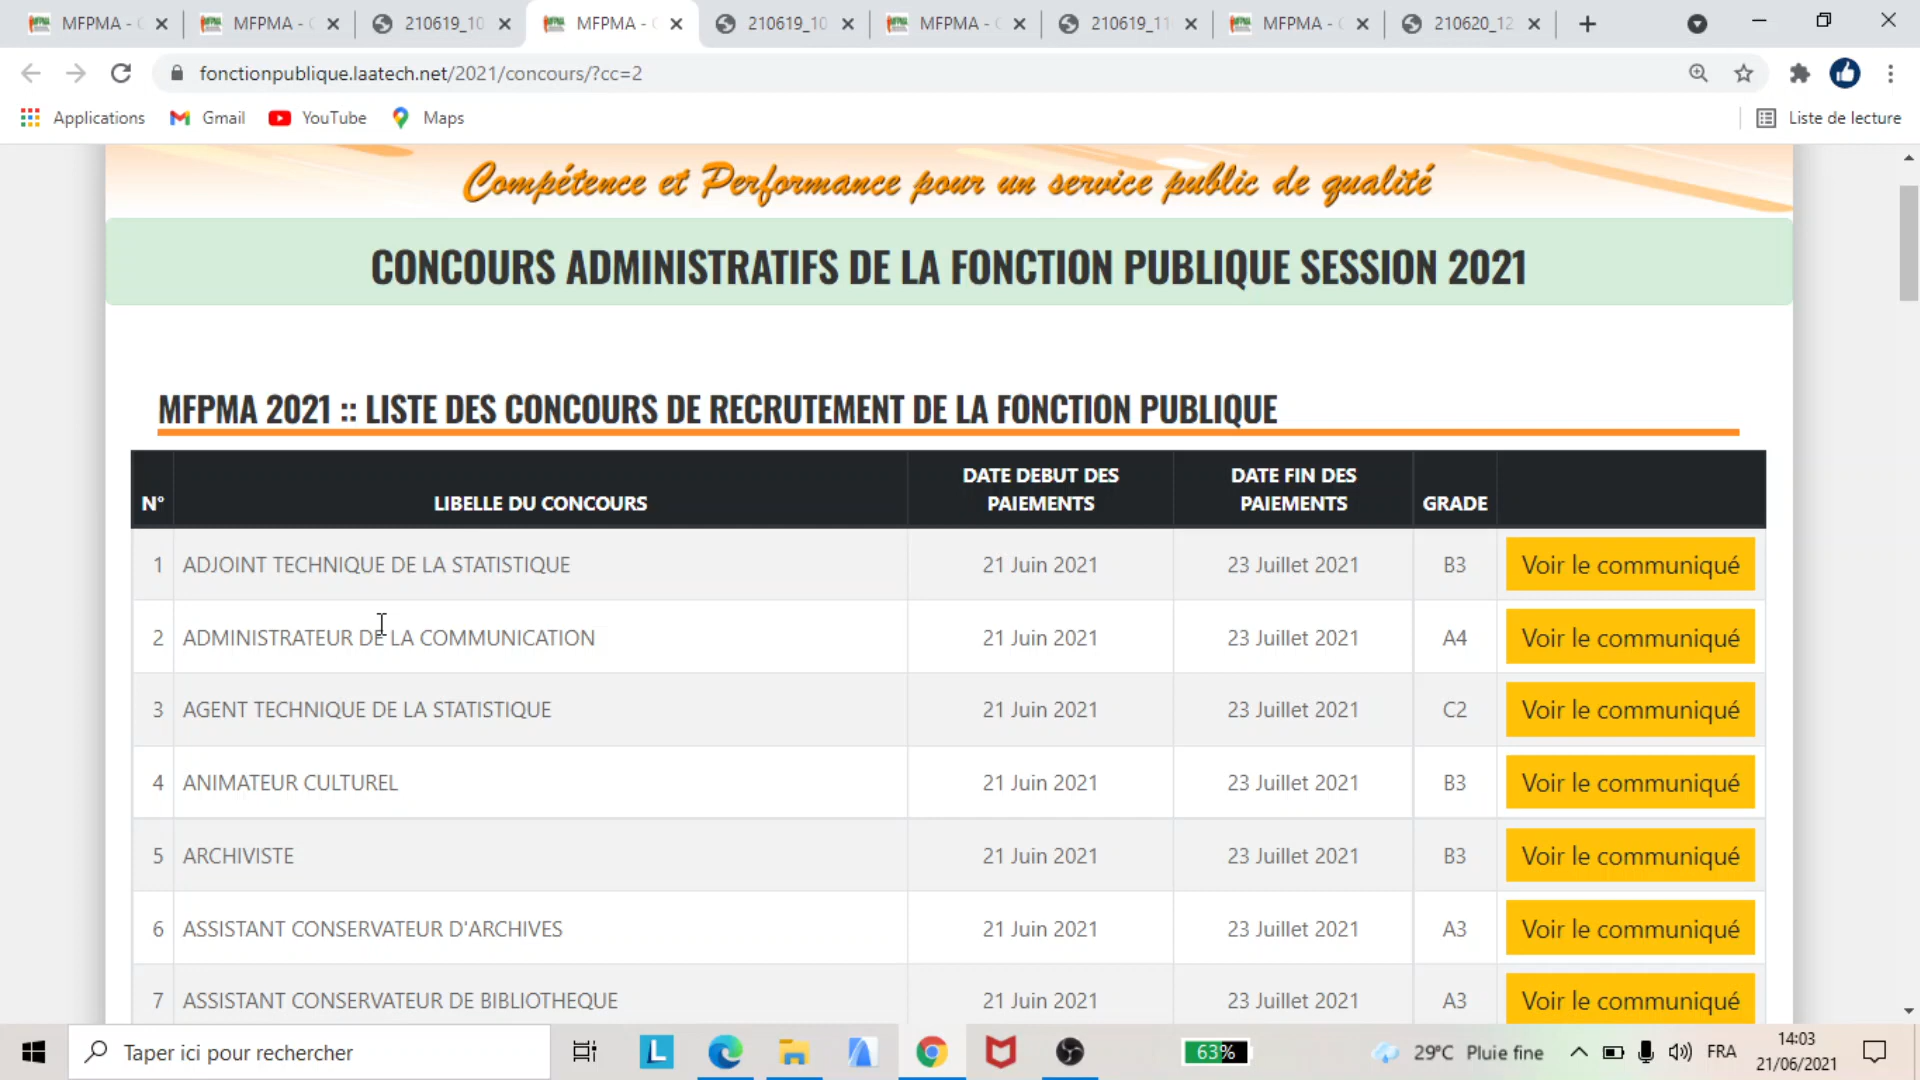 MFPMA - C
MFPMA - C
210619_10
MFPMA - C
210619_10
MFPMA - C
210619_11
MFPMA - C
210620_12
fonctionpublique.laatech.net/2021/concours/?cc=2
Applications
Gmail
YouTube
Maps
Liste de lecture
Compétence et Performance pour un service public de qualité
CONCOURS ADMINISTRATIFS DE LA FONCTION PUBLIQUE SESSION 2021
MFPMA 2021 :: LISTE DES CONCOURS DE RECRUTEMENT DE LA FONCTION PUBLIQUE
N° LIBELLE DU CONCOURS DATE DEBUT DES PAIEMENTS DATE FIN DES PAIEMENTS GRADE
1 ADJOINT TECHNIQUE DE LA STATISTIQUE 21 Juin 2021 23 Juillet 2021 B3 Voir le communiqué
2 ADMINISTRATEUR DE LA COMMUNICATION 21 Juin 2021 23 Juillet 2021 A4 Voir le communiqué
3 AGENT TECHNIQUE DE LA STATISTIQUE 21 Juin 2021 23 Juillet 2021 C2 Voir le communiqué
4 ANIMATEUR CULTUREL 21 Juin 2021 23 Juillet 2021 B3 Voir le communiqué
5 ARCHIVISTE 21 Juin 2021 23 Juillet 2021 B3 Voir le communiqué
6 ASSISTANT CONSERVATEUR D'ARCHIVES 21 Juin 2021 23 Juillet 2021 A3 Voir le communiqué
7 ASSISTANT CONSERVATEUR DE BIBLIOTHEQUE 21 Juin 2021 23 Juillet 2021 A3 Voir le communiqué
Taper ici pour rechercher
L
63%
29°C Pluie fine
FRA
14:03
21/06/2021